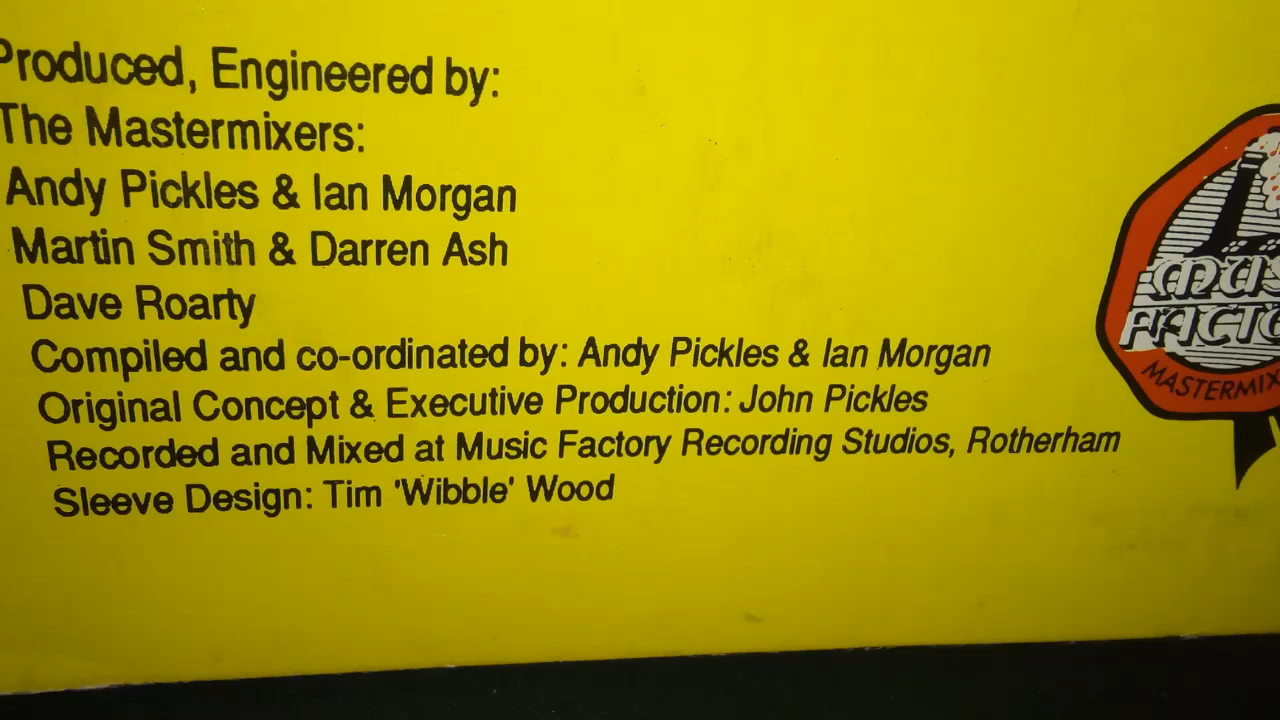 Produced, Engineered by:
The Mastermixers:
Andy Pickles & Ian Morgan
Martin Smith & Darren Ash
Dave Roarty
Compiled and co-ordinated by: Andy Pickles & Ian Morgan
Original Concept & Executive Production: John Pickles
Recorded and Mixed at Music Factory Recording Studios, Rotherham
Sleeve Design: Tim 'Wibble' Wood
MUS
FACTO
MASTERMIX